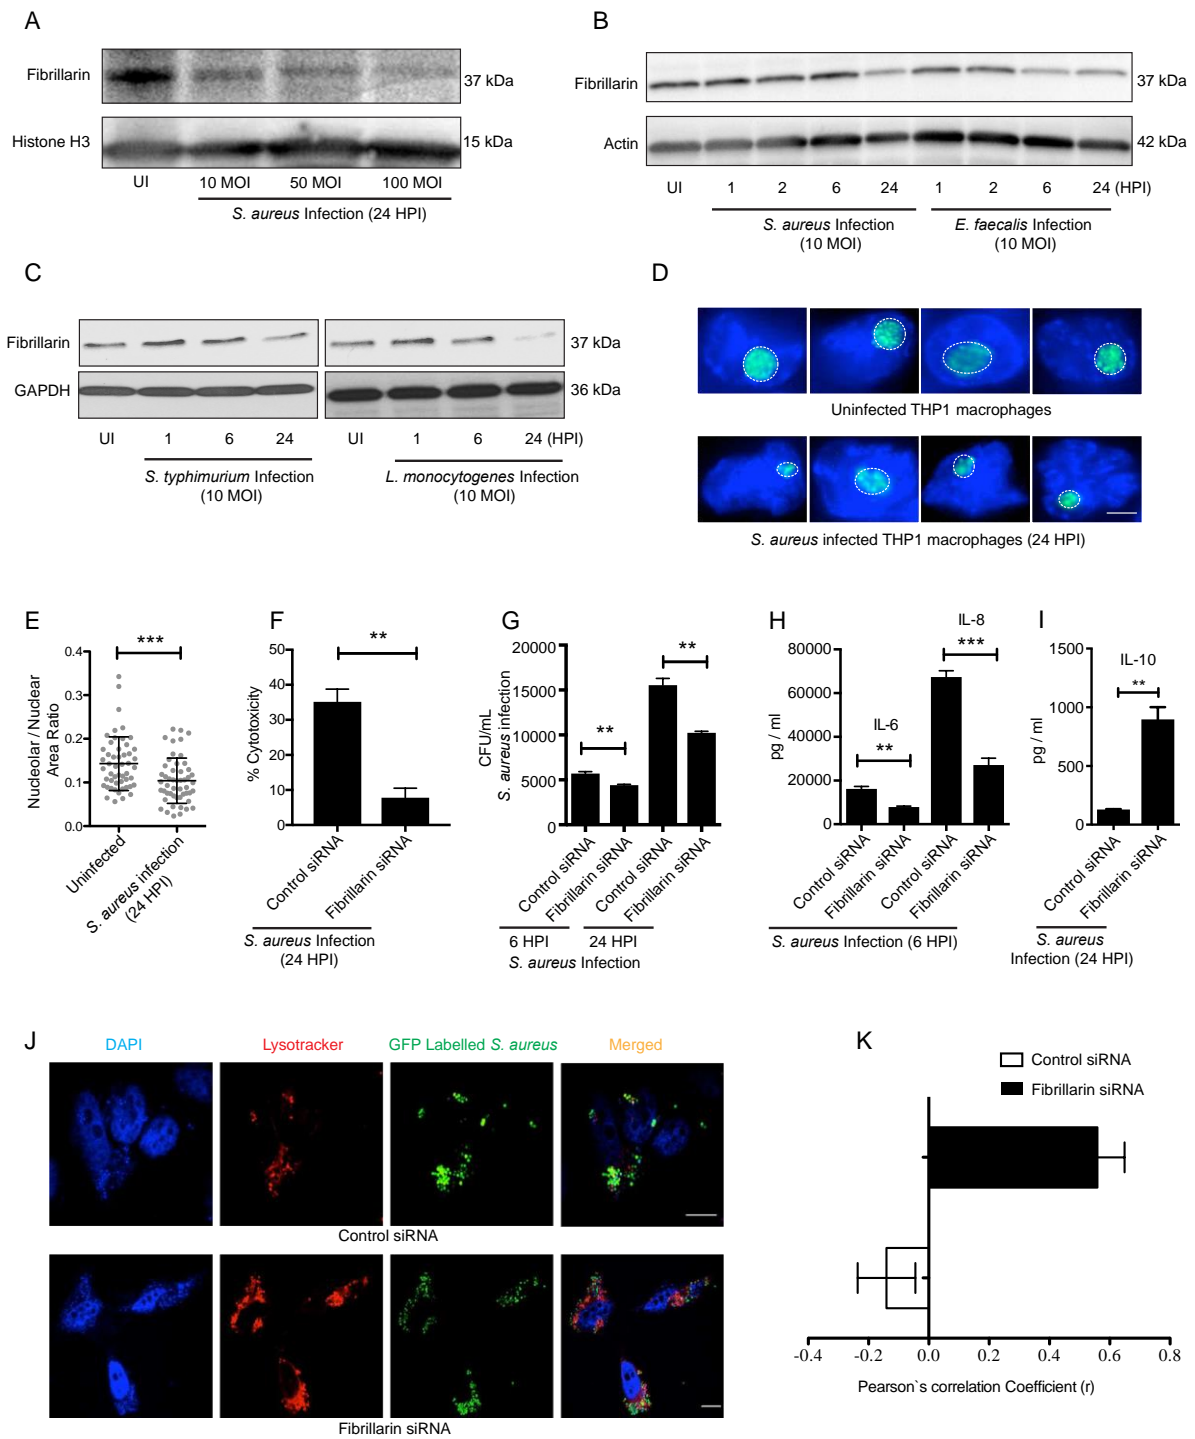 A
Fibrillarin
37 kDa
Histone H3
15 kDa
UI 10 MOI 50 MOI 100 MOI
S. aureus Infection (24 HPI)
B
Fibrillarin
37 kDa
Actin
42 kDa
UI 1 2 6 24 1 2 6 24 (HPI)
S. aureus Infection
(10 MOI)
E. faecalis Infection
(10 MOI)
C
Fibrillarin
37 kDa
GAPDH
36 kDa
UI 1 6 24 UI 1 6 24 (HPI)
S. typhimurium Infection
(10 MOI)
L. monocytogenes Infection
(10 MOI)
D
Uninfected THP1 macrophages
S. aureus infected THP1 macrophages (24 HPI)
E
***
Nucleolar / Nuclear
Area Ratio
0.4
0.3
0.2
0.1
0.0
Uninfected
S. aureus infection
(24 HPI)
F
**
% Cytotoxicity
50
40
30
20
10
0
Control siRNA
Fibrillarin siRNA
S. aureus Infection
(24 HPI)
G
CFU/mL
S. aureus infection
20000
15000
10000
5000
0
**
**
Control siRNA
Fibrillarin siRNA
Control siRNA
Fibrillarin siRNA
6 HPI 24 HPI
S. aureus Infection
H
pg / ml
80000
60000
40000
20000
0
IL-6
**
IL-8
***
Control siRNA
Fibrillarin siRNA
Control siRNA
Fibrillarin siRNA
S. aureus Infection (6 HPI)
I
pg / ml
1500
1000
500
0
IL-10
**
Control siRNA
Fibrillarin siRNA
S. aureus
Infection (24 HPI)
J
DAPI Lysotracker GFP Labelled S. aureus Merged
Control siRNA
Fibrillarin siRNA
K
Control siRNA
Fibrillarin siRNA
-0.4 -0.2 0.0 0.2 0.4 0.6 0.8
Pearson`s correlation Coefficient (r)